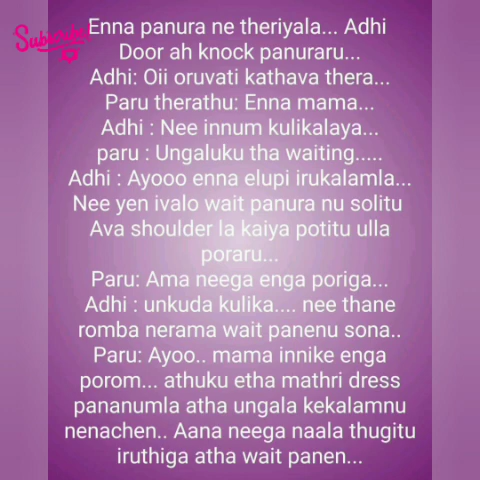 Subscribe
Enna panura ne theriyala... Adhi
Door ah knock panuraru...
Adhi: Oii oruvati kathava thera...
Paru therathu: Enna mama...
Adhi : Nee innum kulikalaya...
paru : Ungaluku tha waiting.....
Adhi : Ayooo enna elupi irukalamla...
Nee yen ivalo wait panura nu solitu
Ava shoulder la kaiya potitu ulla
poraru...
Paru: Ama neega enga poriga...
Adhi : unkuda kulika.... nee thane
romba nerama wait panenu sona..
Paru: Ayoo.. mama innike enga
porom... athuku etha mathri dress
pananumla atha ungala kekalamnu
nenachen.. Aana neega naala thugitu
iruthiga atha wait panen...